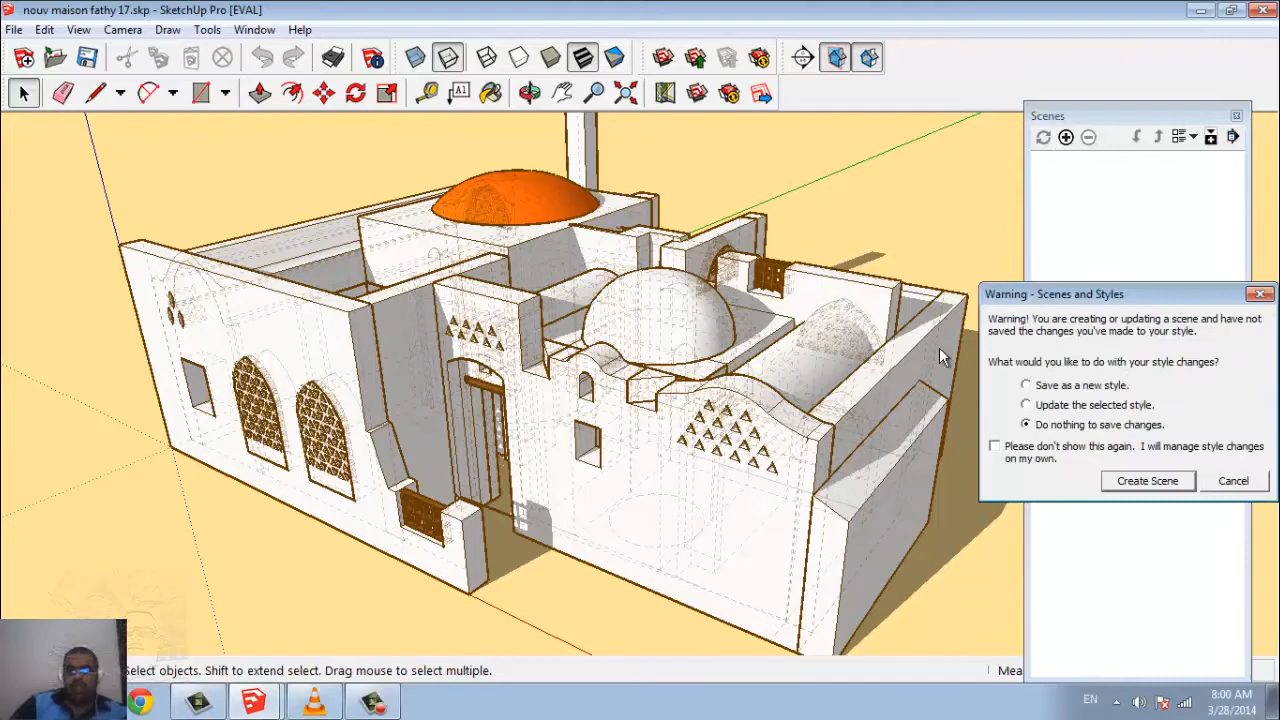 nouv maison fathy 17.skp - SketchUp Pro [EVAL]
File Edit View Camera Draw Tools Window Help
A1
Scenes
Warning - Scenes and Styles
Warning! You are creating or updating a scene and have not
saved the changes you've made to your style.
What would you like to do with your style changes?
Save as a new style.
Update the selected style.
Do nothing to save changes.
Please don't show this again. I will manage style changes
on my own.
Create Scene Cancel
Select objects. Shift to extend select. Drag mouse to select multiple.
Mea
EN
8:00 AM
3/28/2014